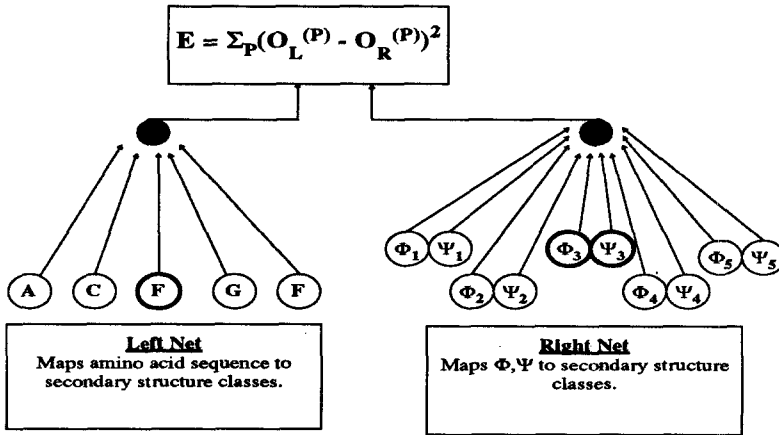 E = Σ_P(O_L^(P) - O_R^(P))^2
A C F G F
Φ1 Ψ1 Φ2 Ψ2 Φ3 Ψ3 Φ4 Ψ4 Φ5 Ψ5
Left Net
Maps amino acid sequence to
secondary structure classes.
Right Net
Maps Φ,Ψ to secondary structure
classes.